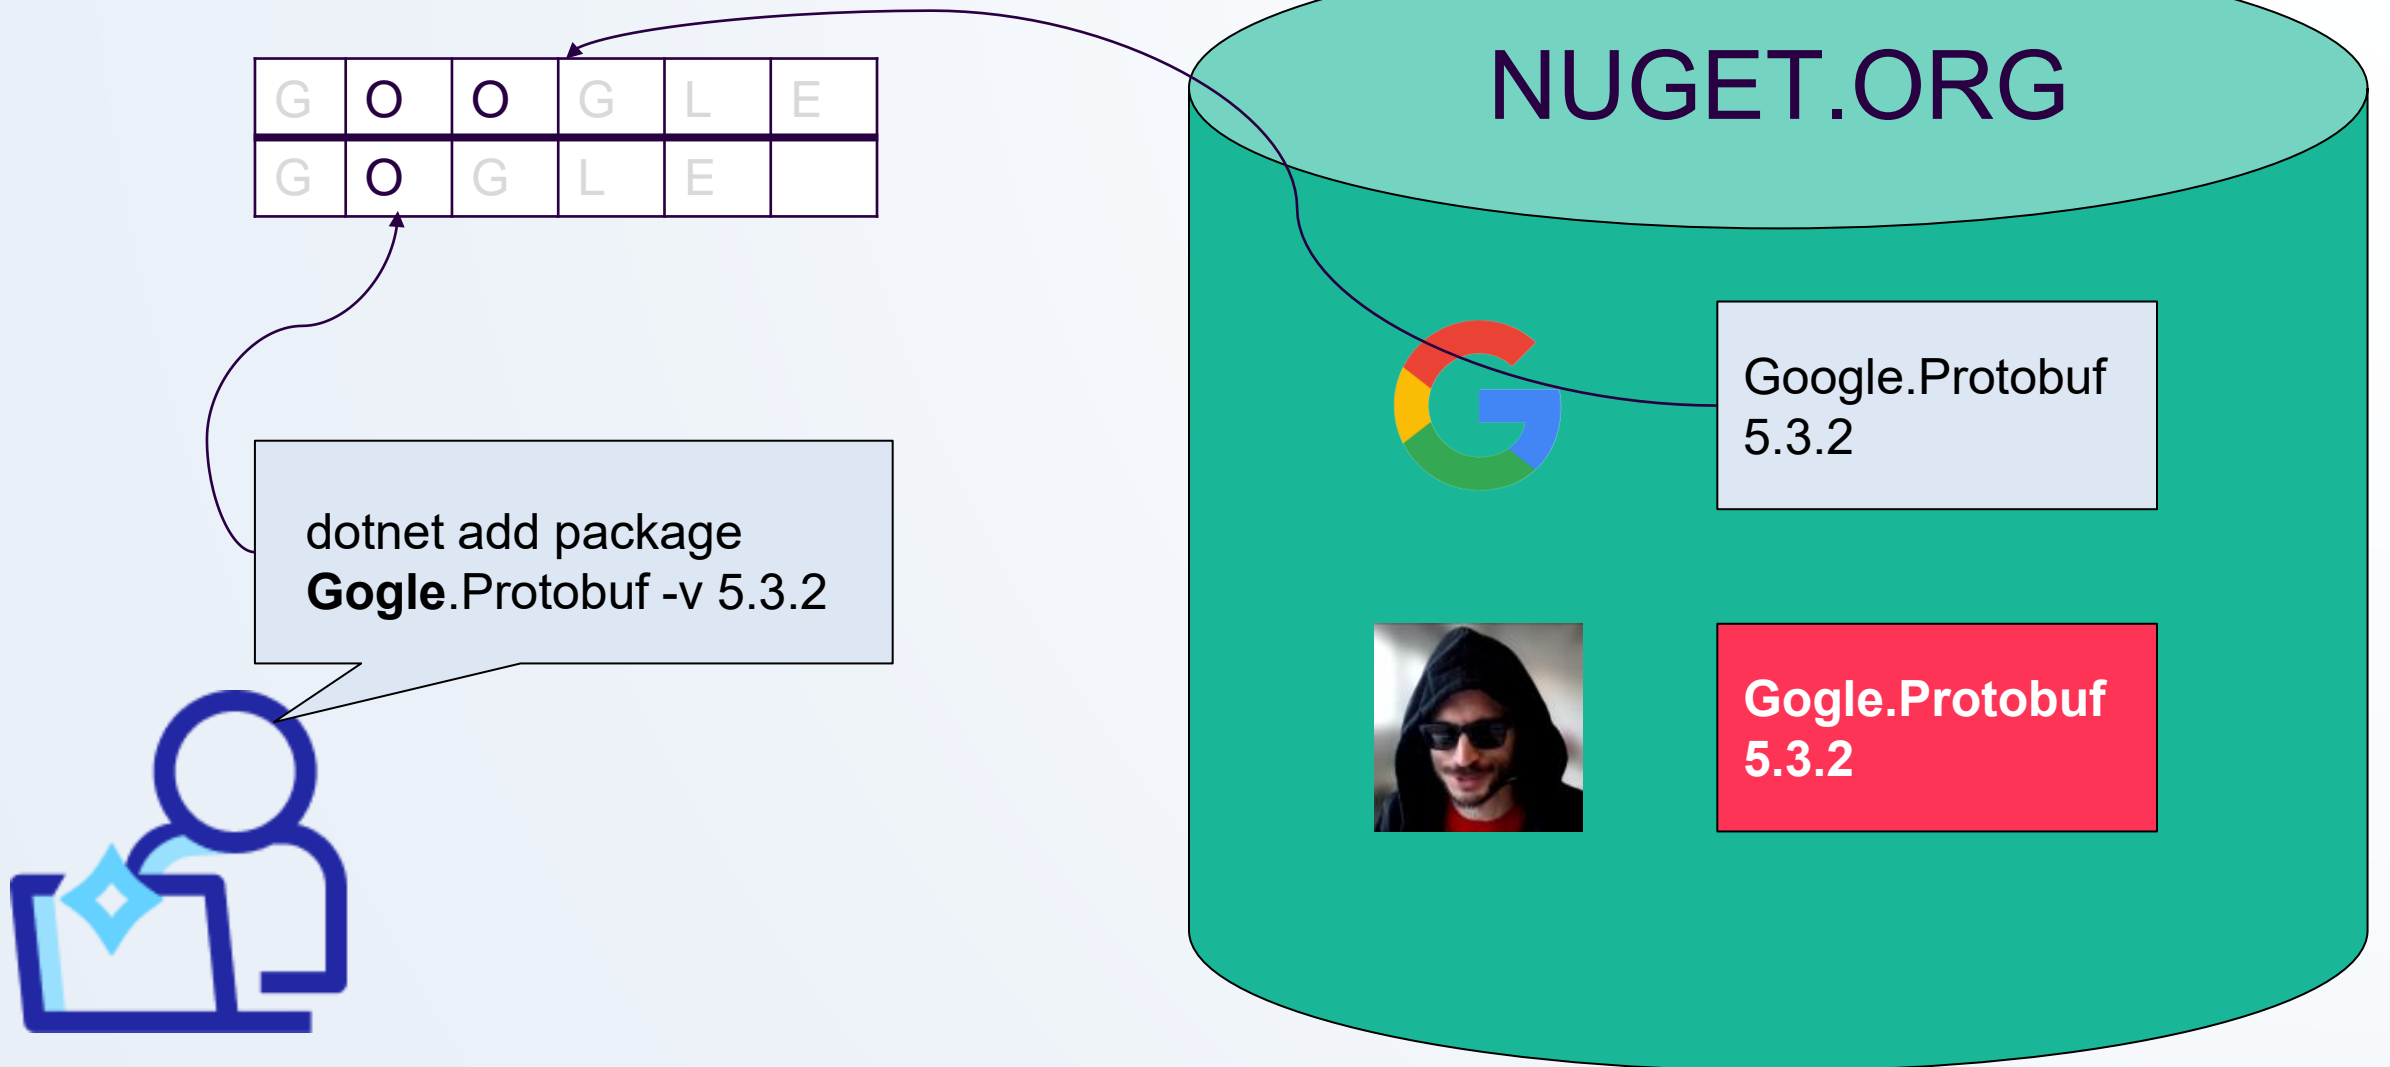 G O O G L E
G O G L E
NUGET.ORG
Google.Protobuf
5.3.2
dotnet add package
Gogle.Protobuf -v 5.3.2
Gogle.Protobuf
5.3.2